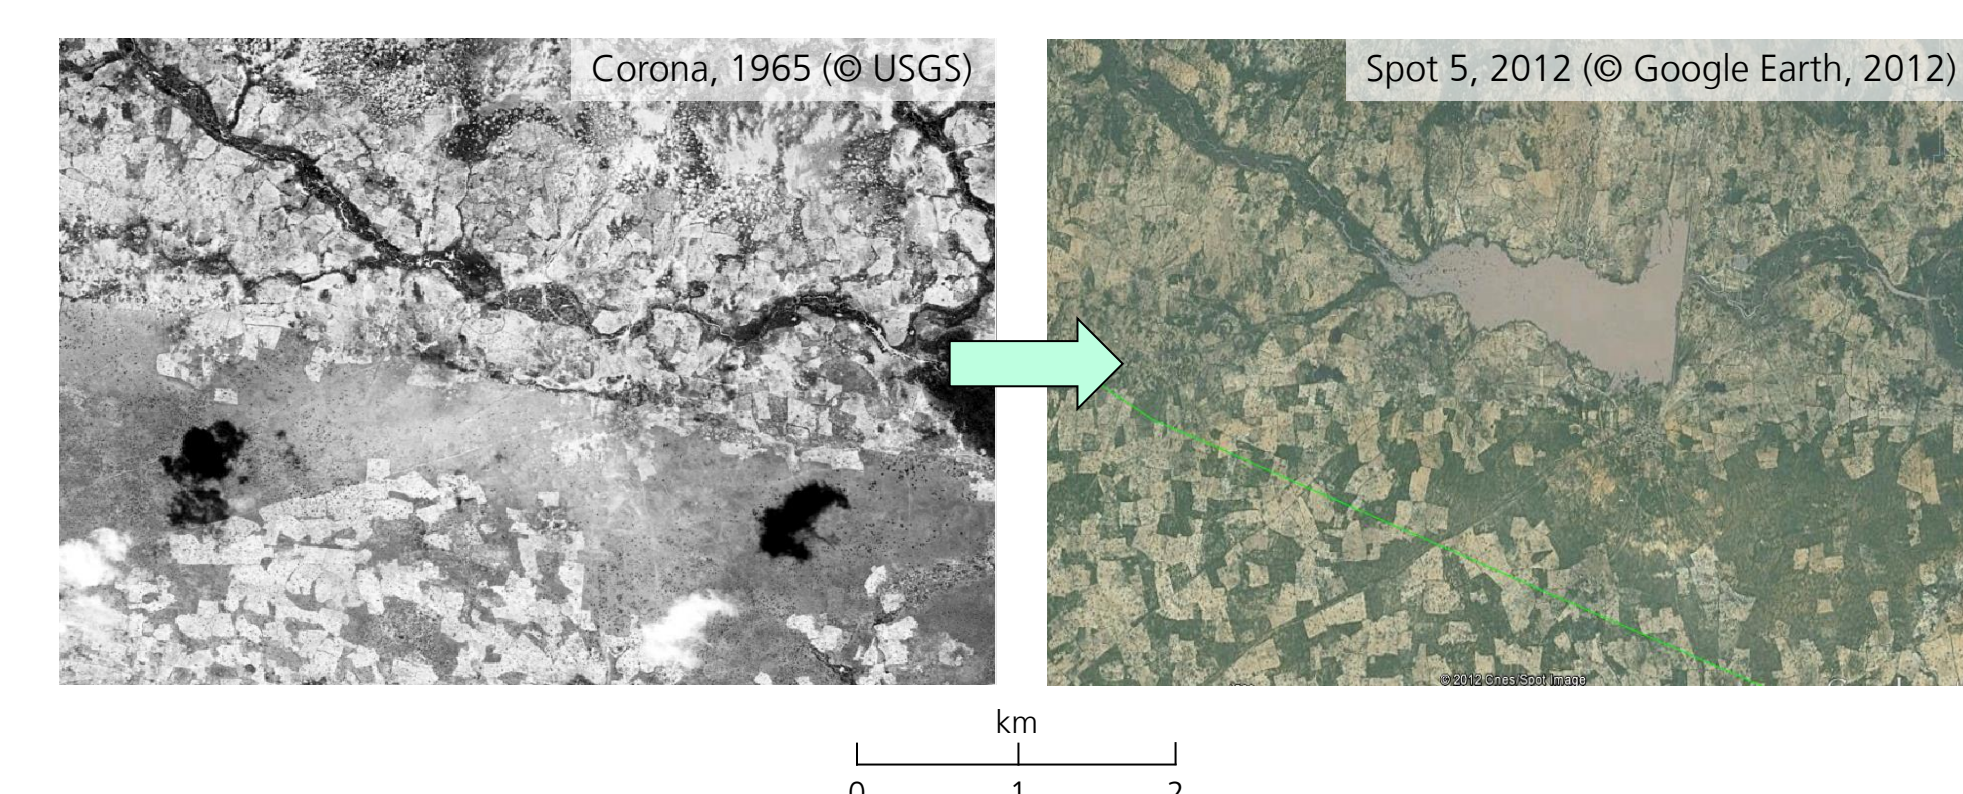 Corona, 1965 (© USGS)
Spot 5, 2012 (© Google Earth, 2012)
© 2012 Cnes/Spot Image
km
0 1 2